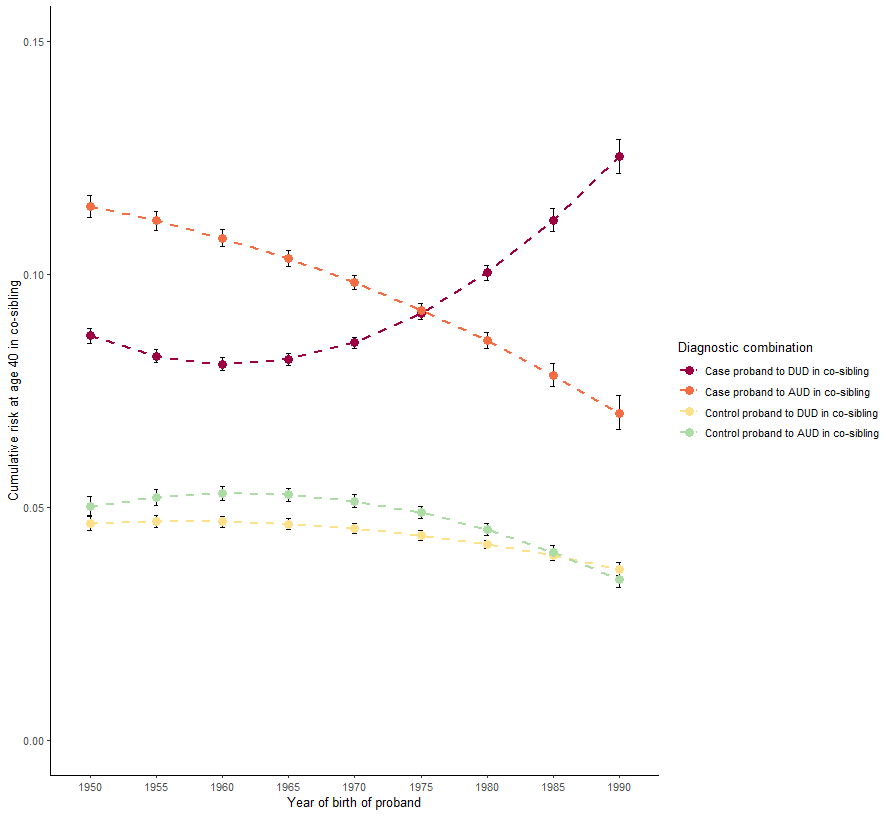 0.15
0.10
0.05
0.00
Cumulative risk at age 40 in co-sibling
1950 1955 1960 1965 1970 1975 1980 1985 1990
Year of birth of proband
Diagnostic combination
Case proband to DUD in co-sibling
Case proband to AUD in co-sibling
Control proband to DUD in co-sibling
Control proband to AUD in co-sibling